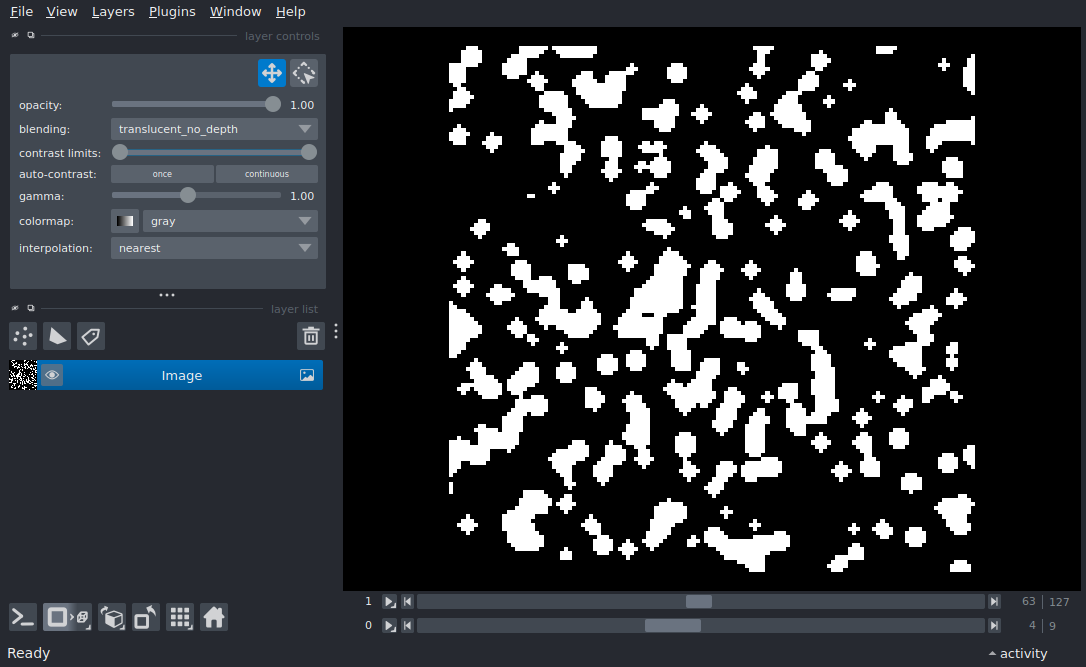 File View Layers Plugins Window Help
layer controls
opacity: 1.00
blending: translucent_no_depth
contrast limits:
auto-contrast: once continuous
gamma: 1.00
colormap: gray
interpolation: nearest
layer list
Image
1 63 127
0 4 9
Ready activity